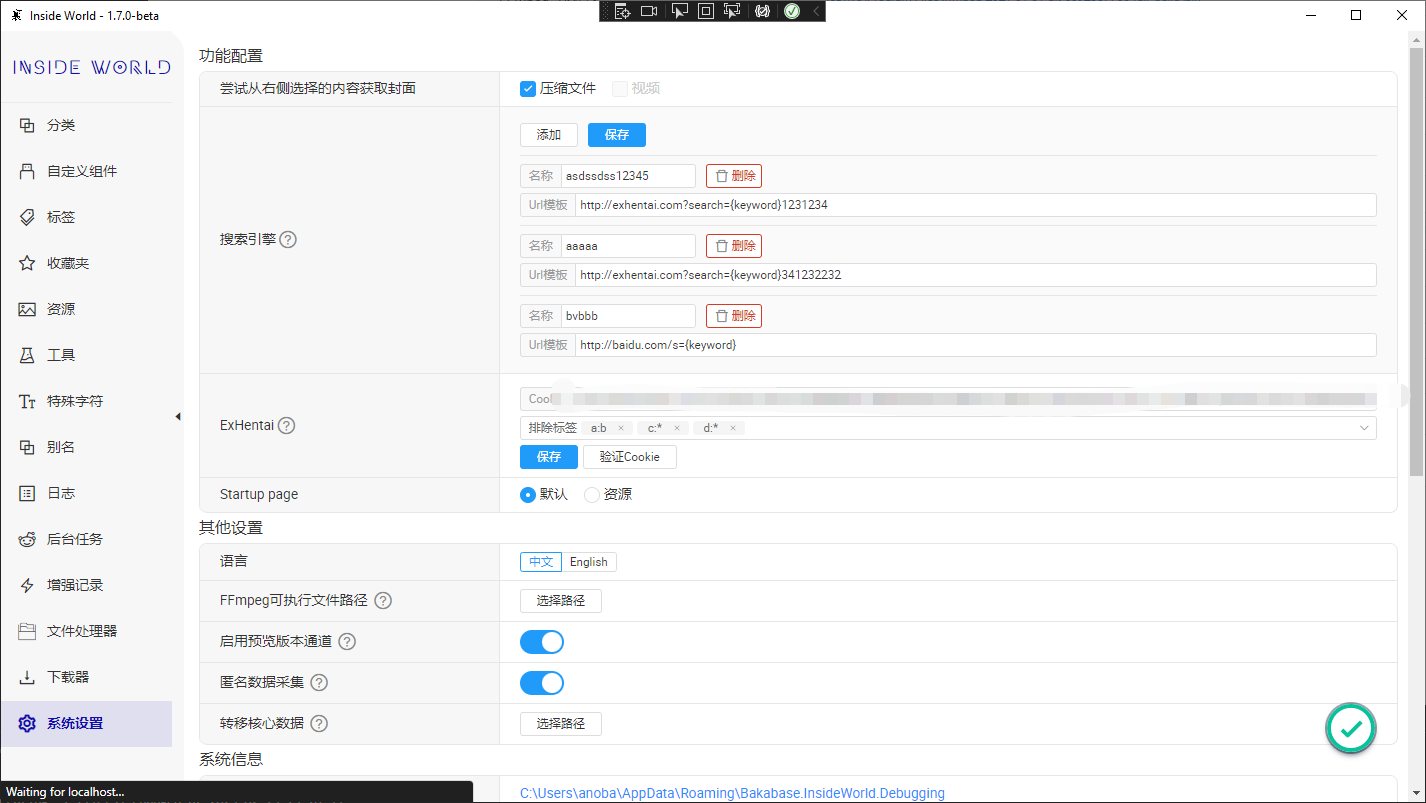 Inside World - 1.7.0-beta
INSIDE WORLD
分类
自定义组件
标签
收藏夹
资源
工具
特殊字符
别名
日志
后台任务
增强记录
文件处理器
下载器
系统设置
功能配置
尝试从右侧选择的内容获取封面
压缩文件 视频
搜索引擎 ?
添加 保存
名称 asdssdss12345 删除
Url模板 http://exhentai.com?search={keyword}1231234
名称 aaaaa 删除
Url模板 http://exhentai.com?search={keyword}341232232
名称 bvbbb 删除
Url模板 http://baidu.com/s={keyword}
ExHentai ?
排除标签 a:b × c:* × d:* ×
保存 验证Cookie
Startup page
默认 资源
其他设置
语言
中文 English
FFmpeg可执行文件路径 ?
选择路径
启用预览版本通道 ?
匿名数据采集 ?
转移核心数据 ?
选择路径
系统信息
C:\Users\anoba\AppData\Roaming\Bakabase.InsideWorld.Debugging
Waiting for localhost...